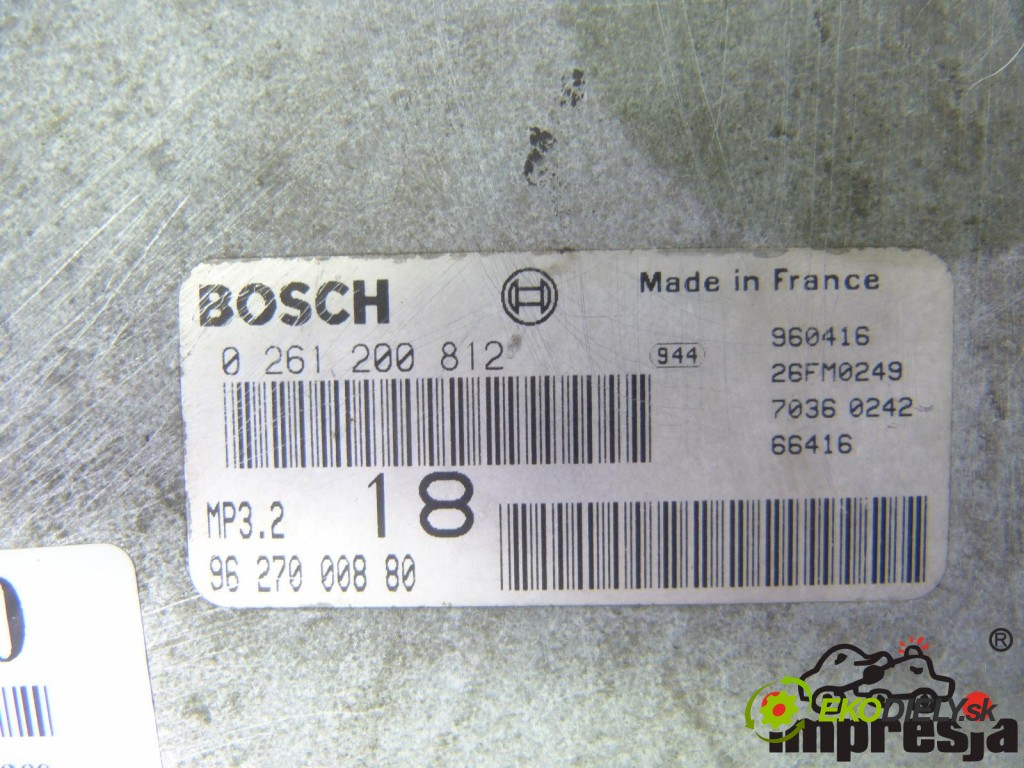 BOSCH
Made in France
0 261 200 812
944
960416
26FM0249
7036 0242
66416
18
MP3.2
96 270 008 80
®
EKODIELY.sk
impresja